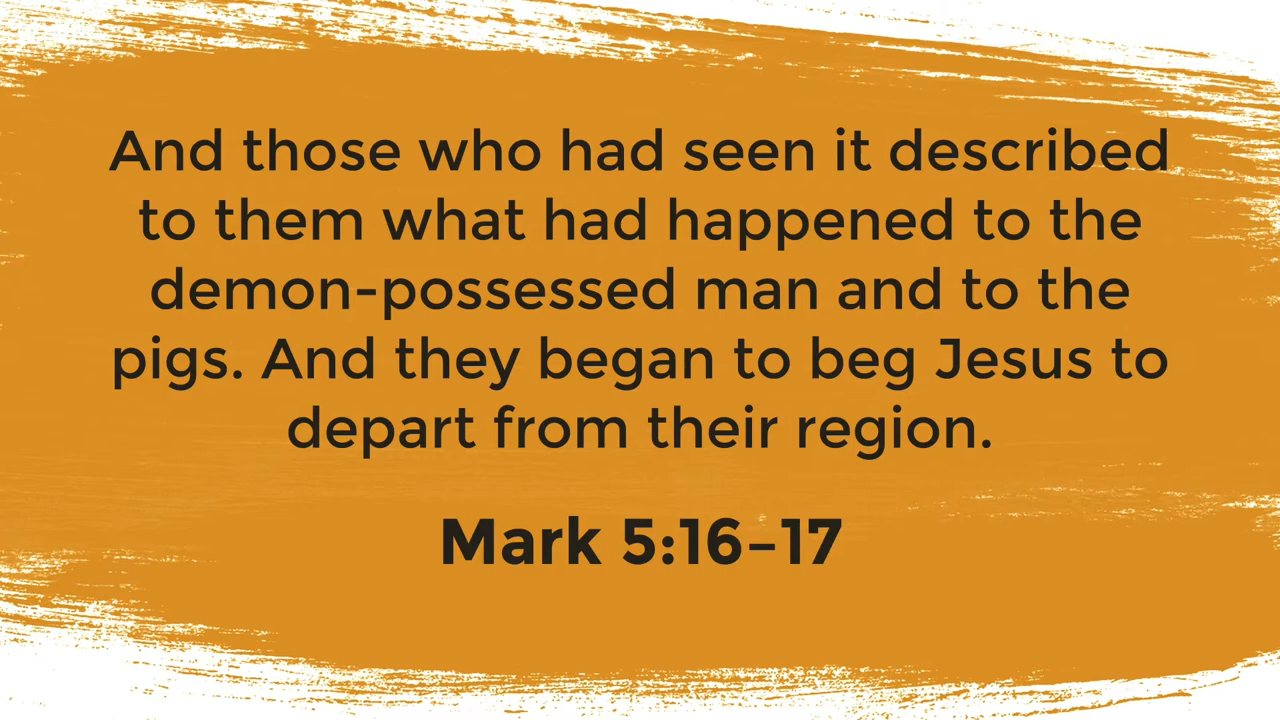 And those who had seen it described
to them what had happened to the
demon-possessed man and to the
pigs. And they began to beg Jesus to
depart from their region.
Mark 5:16–17